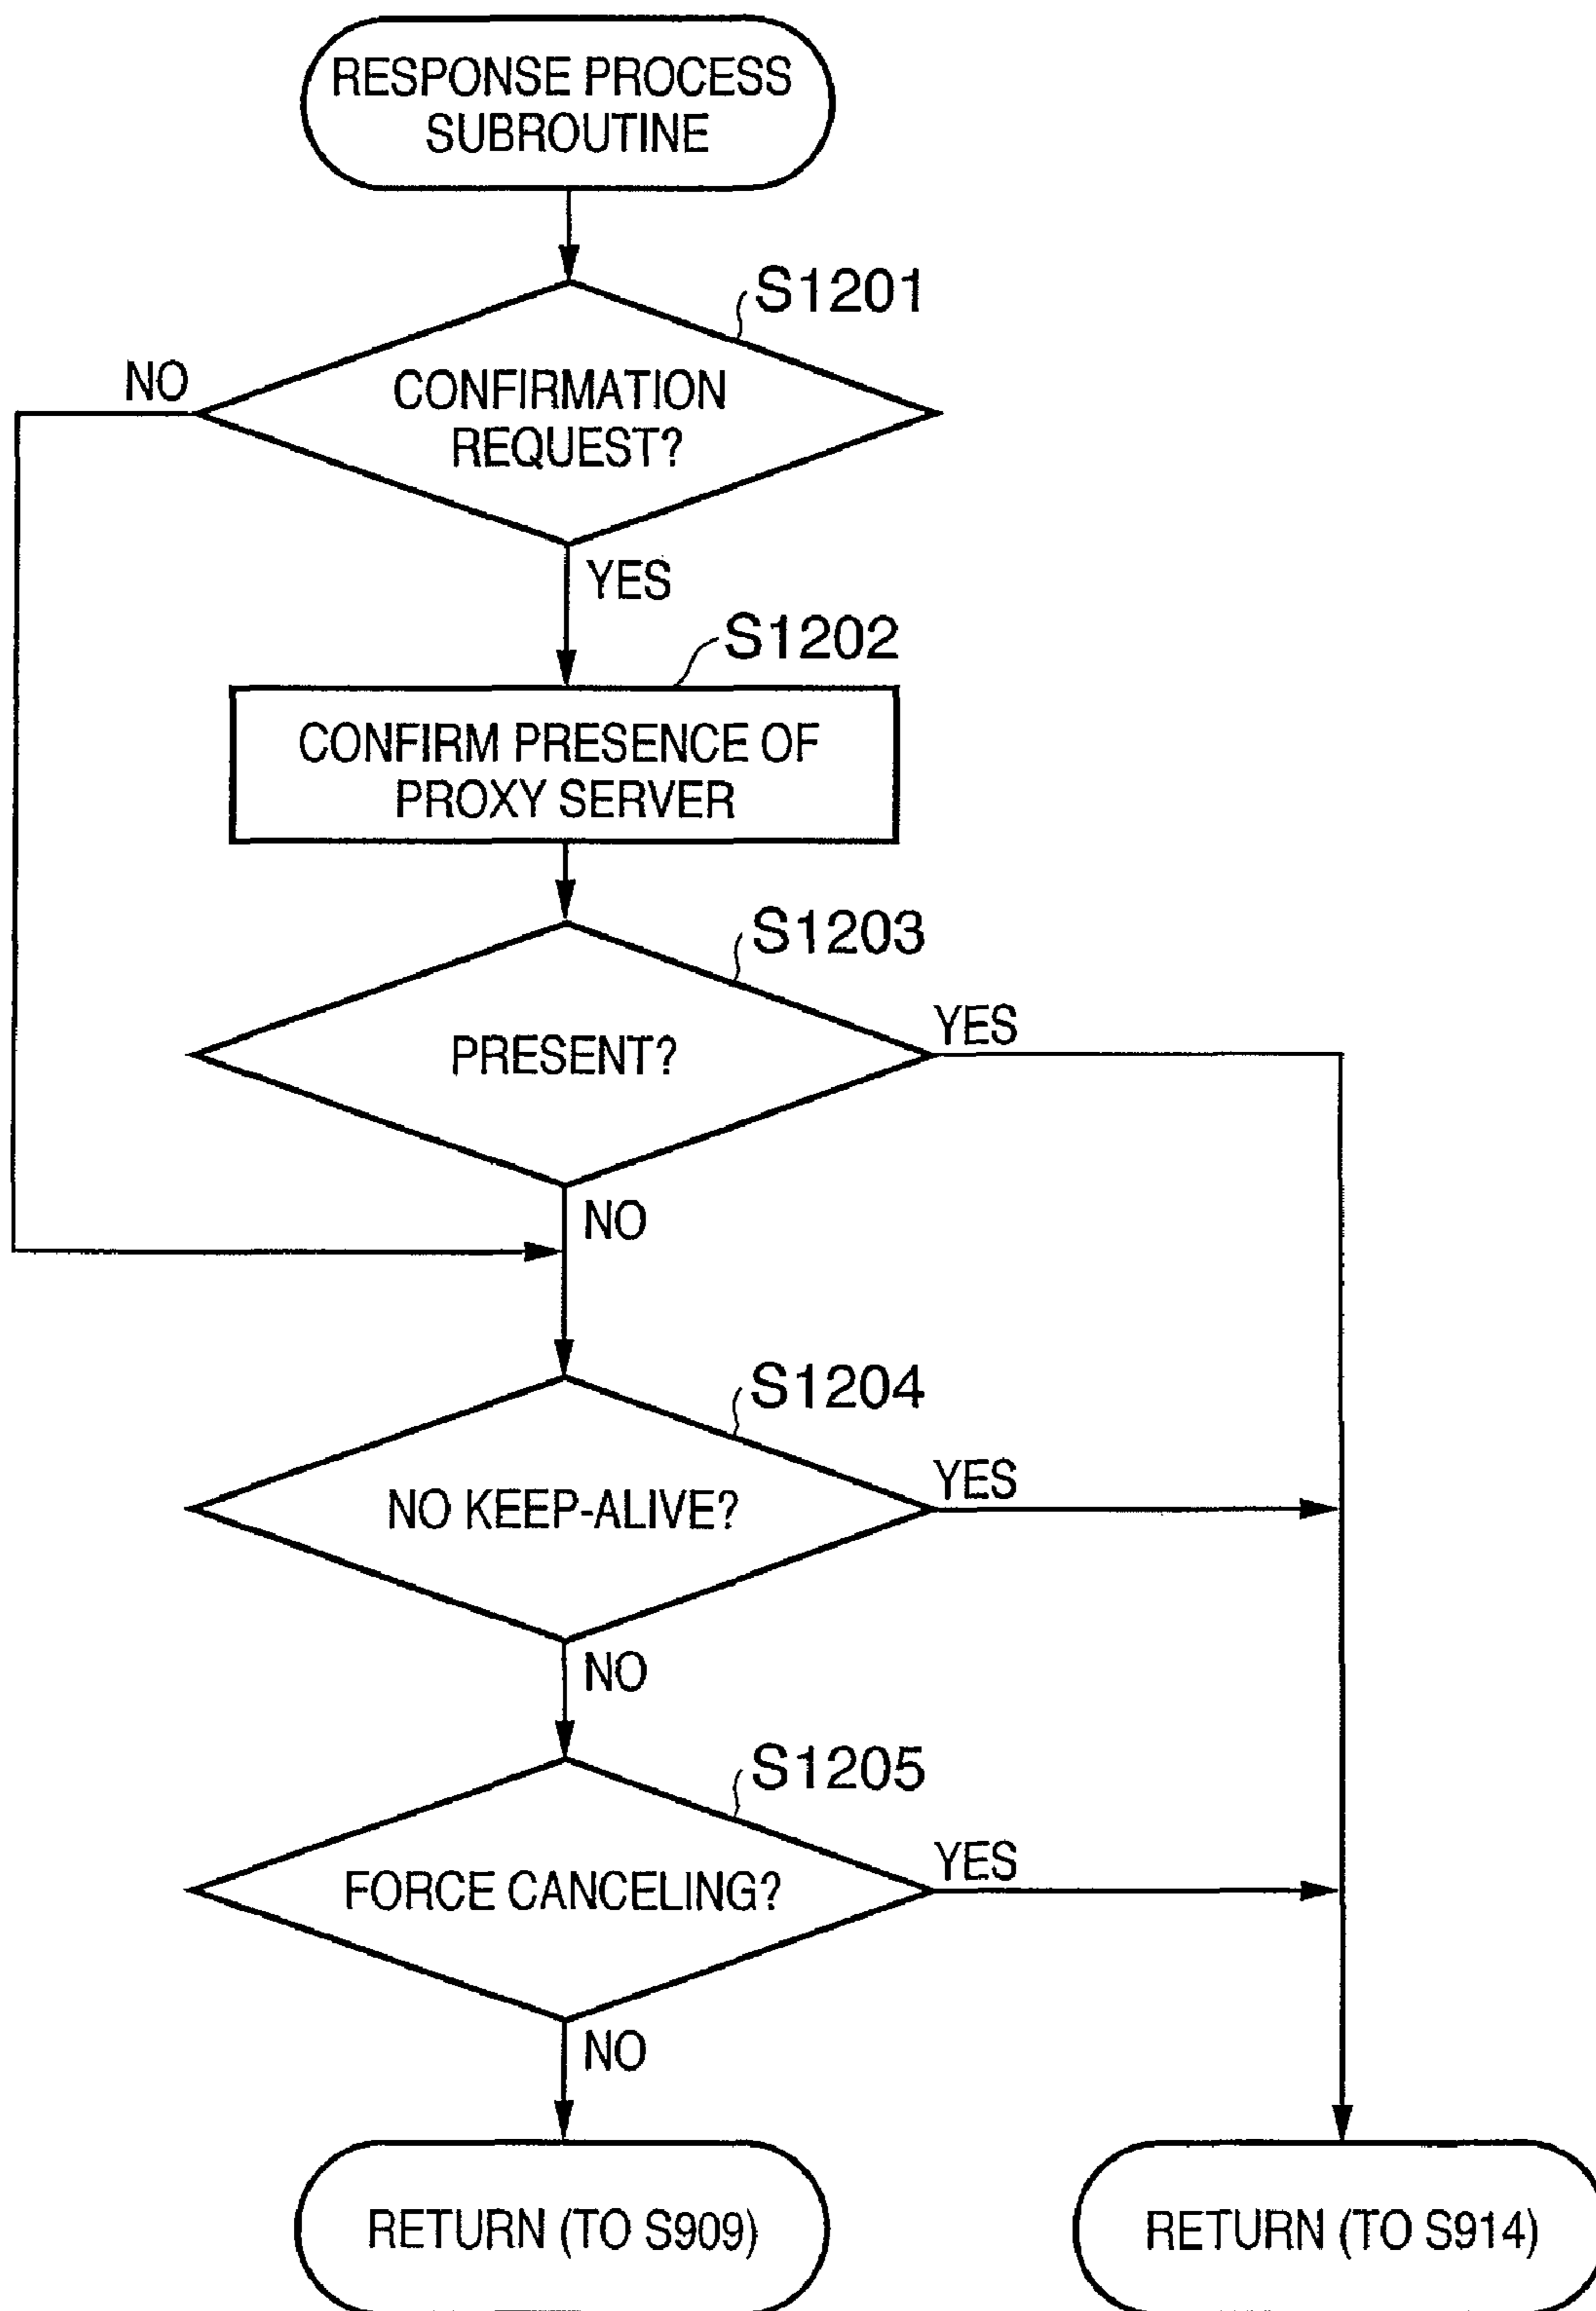 RESPONSE PROCESS
SUBROUTINE
S1201
NO
CONFIRMATION
REQUEST?
YES
S1202
CONFIRM PRESENCE OF
PROXY SERVER
S1203
PRESENT?
YES
NO
S1204
NO KEEP-ALIVE?
YES
NO
S1205
FORCE CANCELING?
YES
NO
RETURN (TO S909)
RETURN (TO S914)